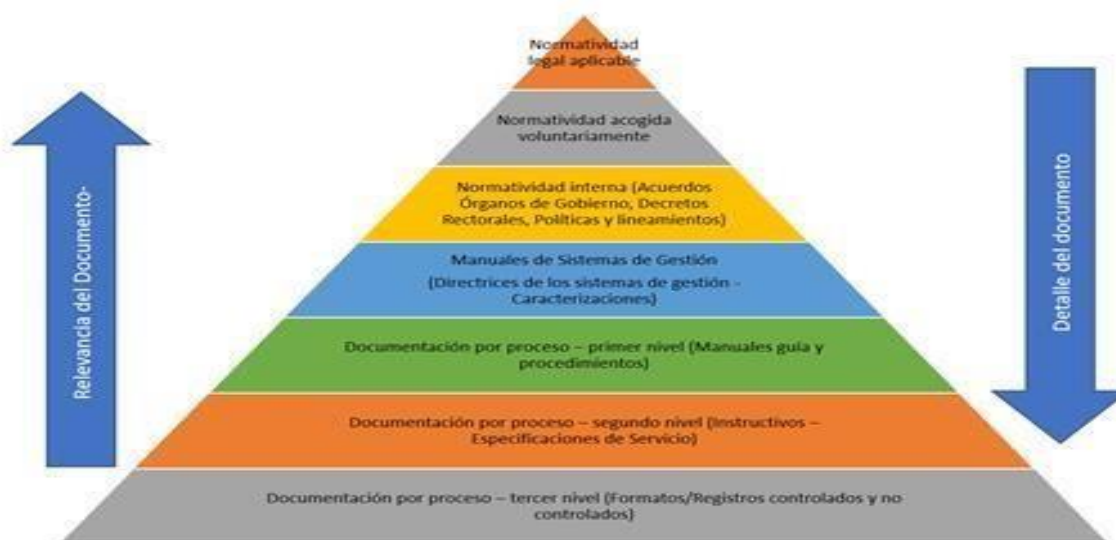 Normatividad
legal aplicable
Normatividad acogida
voluntariamente
Normatividad interna (Acuerdos
Órganos de Gobierno, Decretos
Rectorales, Políticas y lineamientos)
Manuales de Sistemas de Gestión
(Directrices de los sistemas de gestión -
Caracterizaciones)
Documentación por proceso – primer nivel (Manuales guía y
procedimientos)
Documentación por proceso – segundo nivel (Instructivos –
Especificaciones de Servicio)
Documentación por proceso – tercer nivel (Formatos/Registros controlados y no
controlados)
Relevancia del Documento-
Detalle del documento